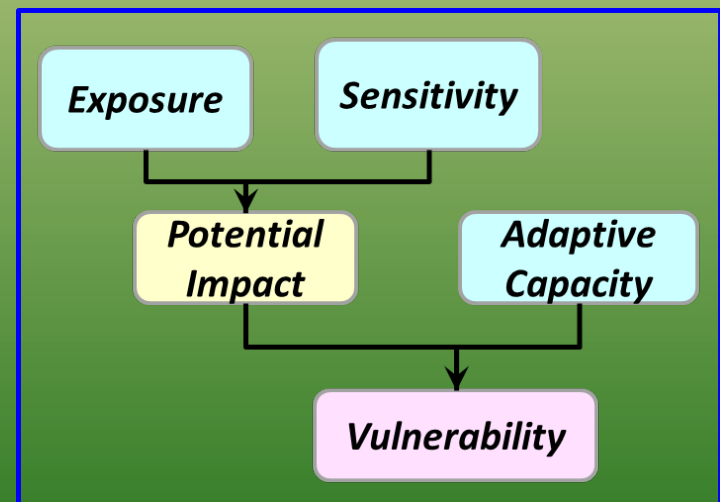 Exposure
Sensitivity
Potential
Impact
Adaptive
Capacity
Vulnerability